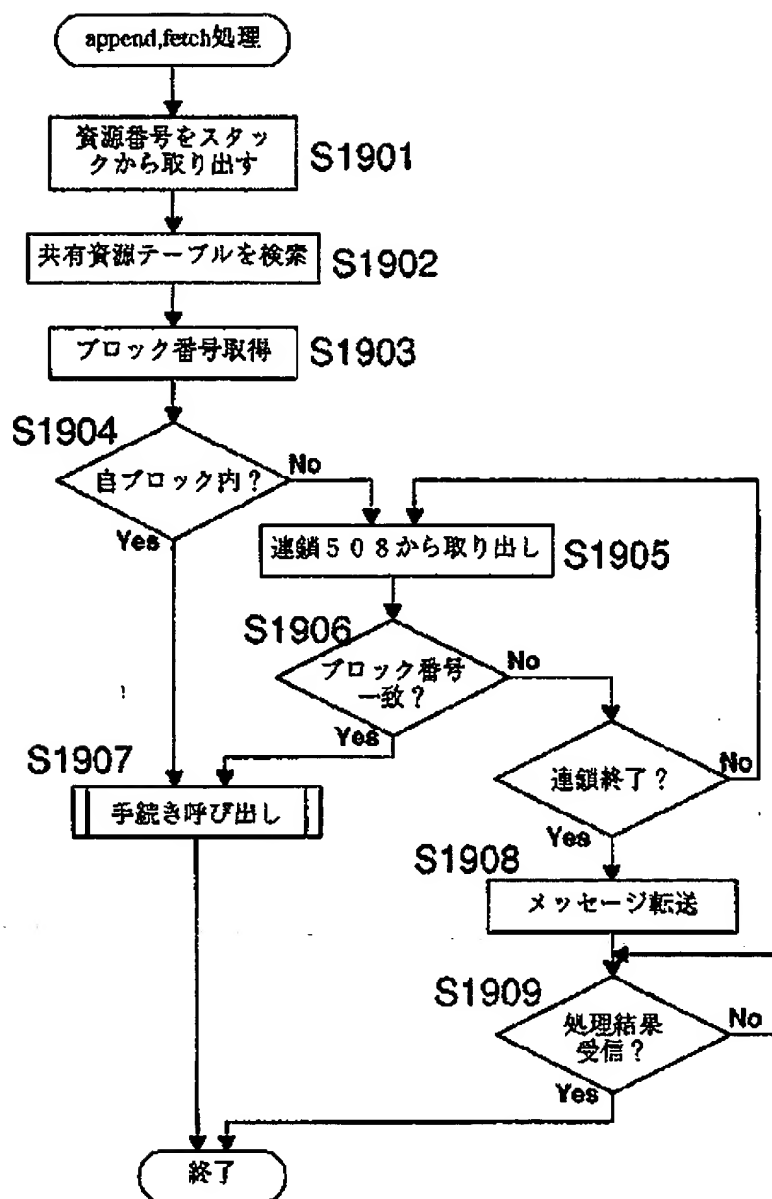 append,fetch処理
資源番号をスタッ
クから取り出す
S1901
共有資源テーブルを検索
S1902
ブロック番号取得
S1903
S1904
自ブロック内？
No
Yes
連鎖５０８から取り出し
S1905
S1906
ブロック番号
一致？
No
Yes
S1907
手続き呼び出し
連鎖終了？
No
Yes
S1908
メッセージ転送
S1909
処理結果
受信？
No
Yes
終了